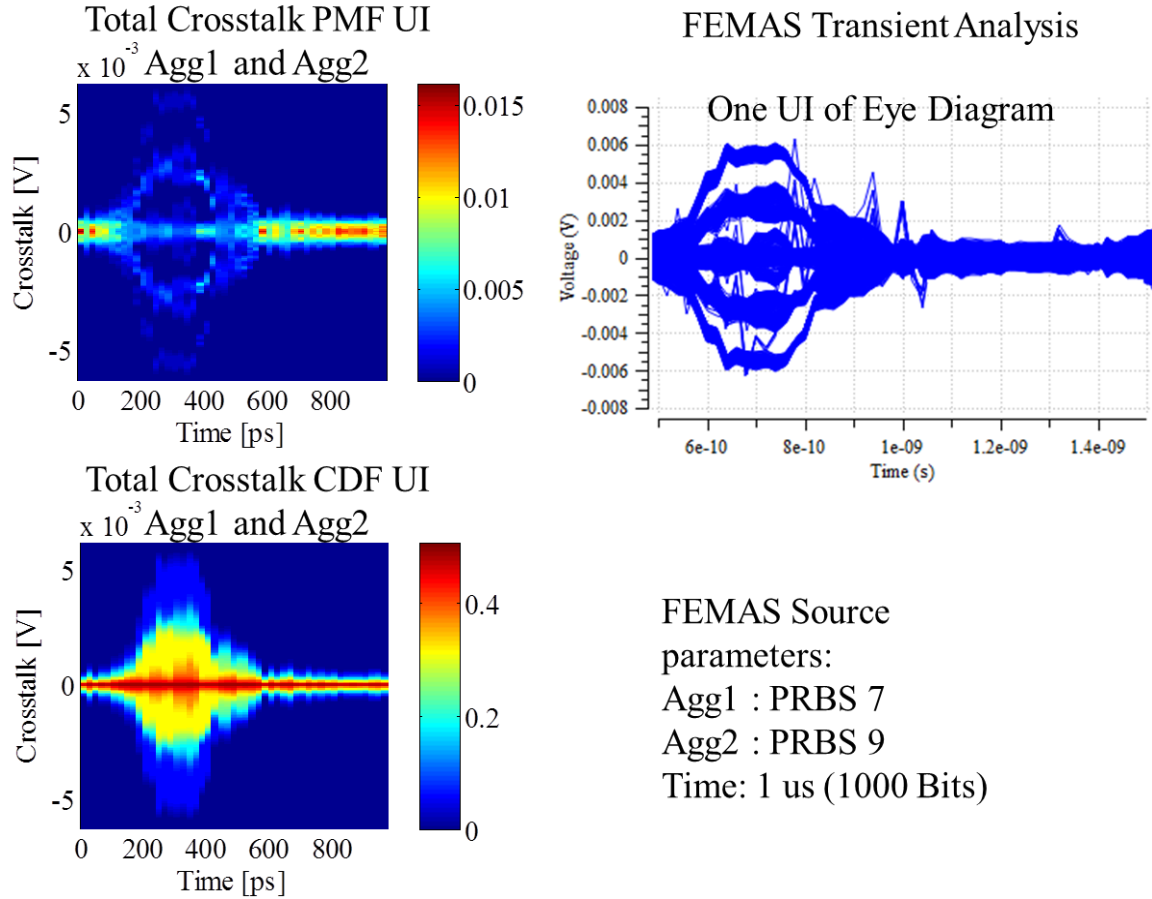 Total Crosstalk PMF UI
x 10 -3 Agg1 and Agg2
5
0
-5
Crosstalk [V]
0 200 400 600 800
Time [ps]
0.015
0.01
0.005
0
FEMAS Transient Analysis
One UI of Eye Diagram
0.008
0.006
0.004
0.002
0
-0.002
-0.004
-0.006
-0.008
Voltage (V)
6e-10 8e-10 1e-09 1.2e-09 1.4e-09
Time (s)
Total Crosstalk CDF UI
x 10 -3 Agg1 and Agg2
5
0
-5
Crosstalk [V]
0 200 400 600 800
Time [ps]
0.4
0.2
0
FEMAS Source
parameters:
Agg1 : PRBS 7
Agg2 : PRBS 9
Time: 1 us (1000 Bits)